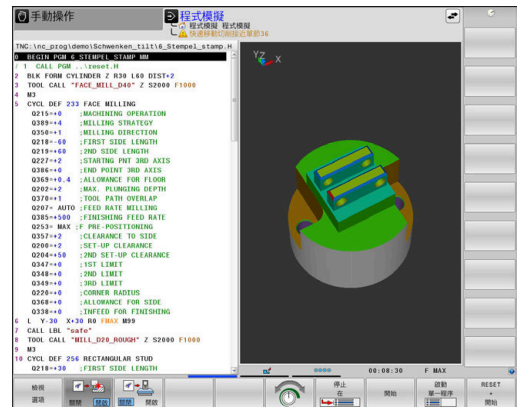 手動操作
程式模擬
程式模擬 程式模擬
快速移動切削接近單節36
TNC:\nc_prog\demo\Schwenken_tilt\6_Stempel_stamp.H
0 BEGIN PGM 6_STEMPEL_STAMP MM
/ 1 CALL PGM ..\reset.H
2 BLK FORM CYLINDER Z R30 L60 DIST+2
3 TOOL CALL "FACE_MILL_D40" Z S2000 F1000
4 M3
5 CYCL DEF 233 FACE MILLING
Q215=+0 ;MACHINING OPERATION
Q389=+4 ;MILLING STRATEGY
Q350=+1 ;MILLING DIRECTION
Q218=-60 ;FIRST SIDE LENGTH
Q219=+60 ;2ND SIDE LENGTH
Q227=+2 ;STARTNG PNT 3RD AXIS
Q386=+0 ;END POINT 3RD AXIS
Q369=+0.4 ;ALLOWANCE FOR FLOOR
Q202=+2 ;MAX. PLUNGING DEPTH
Q370=+1 ;TOOL PATH OVERLAP
Q207= AUTO ;FEED RATE MILLING
Q385=+500 ;FINISHING FEED RATE
Q253= MAX ;F PRE-POSITIONING
Q357=+2 ;CLEARANCE TO SIDE
Q200=+2 ;SET-UP CLEARANCE
Q204=+50 ;2ND SET-UP CLEARANCE
Q347=+0 ;1ST LIMIT
Q348=+0 ;2ND LIMIT
Q349=+0 ;3RD LIMIT
Q220=+0 ;CORNER RADIUS
Q368=+0 ;ALLOWANCE FOR SIDE
Q338=+0 ;INFEED FOR FINISHING
6 L Y-30 X+30 R0 FMAX M99
7 CALL LBL "safe"
8 TOOL CALL "MILL_D20_ROUGH" Z S2000 F1000
9 M3
10 CYCL DEF 256 RECTANGULAR STUD
Q218=+30 ;FIRST SIDE LENGTH
YZ X
00:08:30 F MAX
檢視
選項
關閉 開啟
關閉 開啟
停止
在
開始
啟動
單一程序
RESET
+
開始